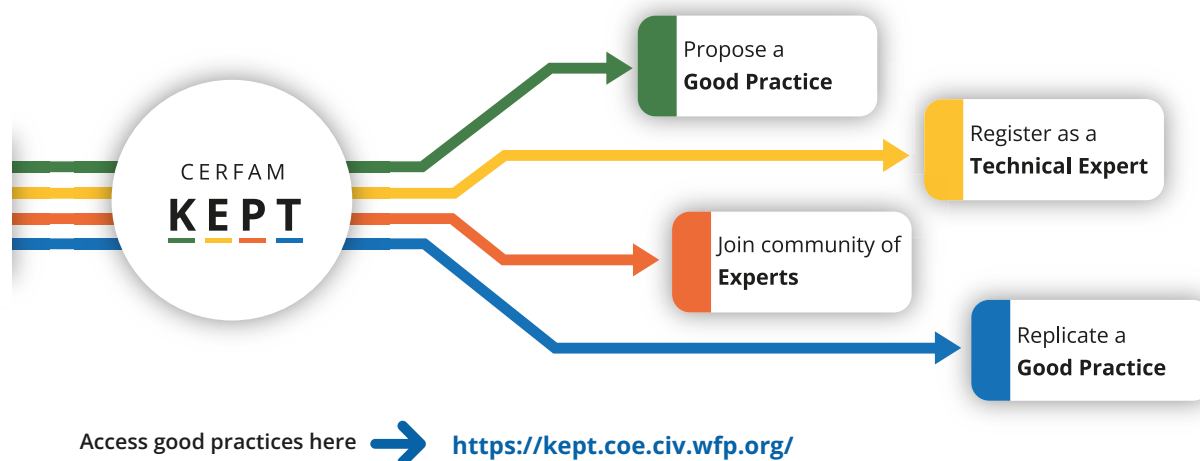 CERFAM
KEPT
Propose a
Good Practice
Register as a
Technical Expert
Join community of
Experts
Replicate a
Good Practice
Access good practices here
https://kept.coe.civ.wfp.org/